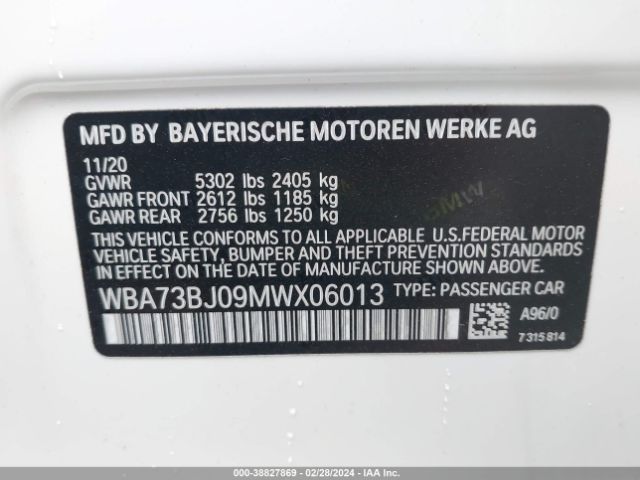 MFD BY BAYERISCHE MOTOREN WERKE AG
11/20
GVWR 5302 lbs 2405 kg
GAWR FRONT 2612 lbs 1185 kg
GAWR REAR 2756 lbs 1250 kg
BMW
THIS VEHICLE CONFORMS TO ALL APPLICABLE U.S.FEDERAL MOTOR
VEHICLE SAFETY, BUMPER AND THEFT PREVENTION STANDARDS
IN EFFECT ON THE DATE OF MANUFACTURE SHOWN ABOVE.
WBA73BJ09MWX06013 TYPE: PASSENGER CAR
A96/0
7 315 814
000-38827869 - 02/28/2024 - IAA Inc.